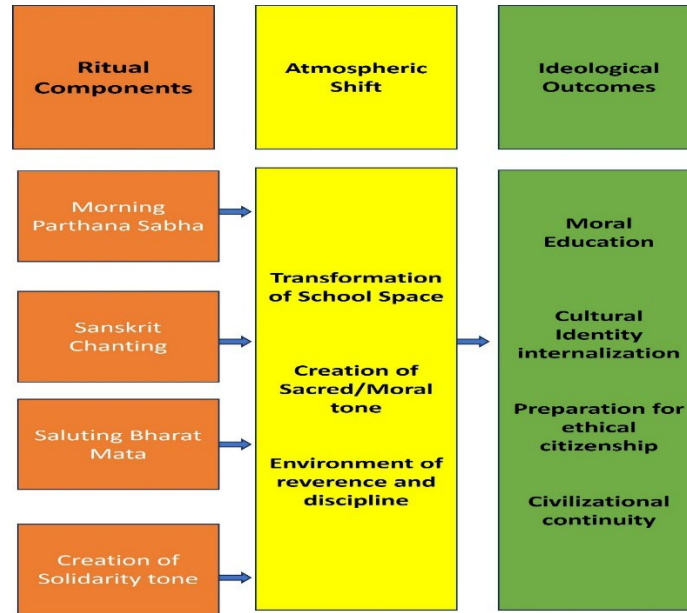 Ritual
Components
Atmospheric
Shift
Ideological
Outcomes
Morning
Parthana Sabha
Sanskrit
Chanting
Saluting Bharat
Mata
Creation of
Solidarity tone
Transformation
of School Space
Creation of
Sacred/Moral
tone
Environment of
reverence and
discipline
Moral
Education
Cultural
Identity
internalization
Preparation for
ethical
citizenship
Civilizational
continuity